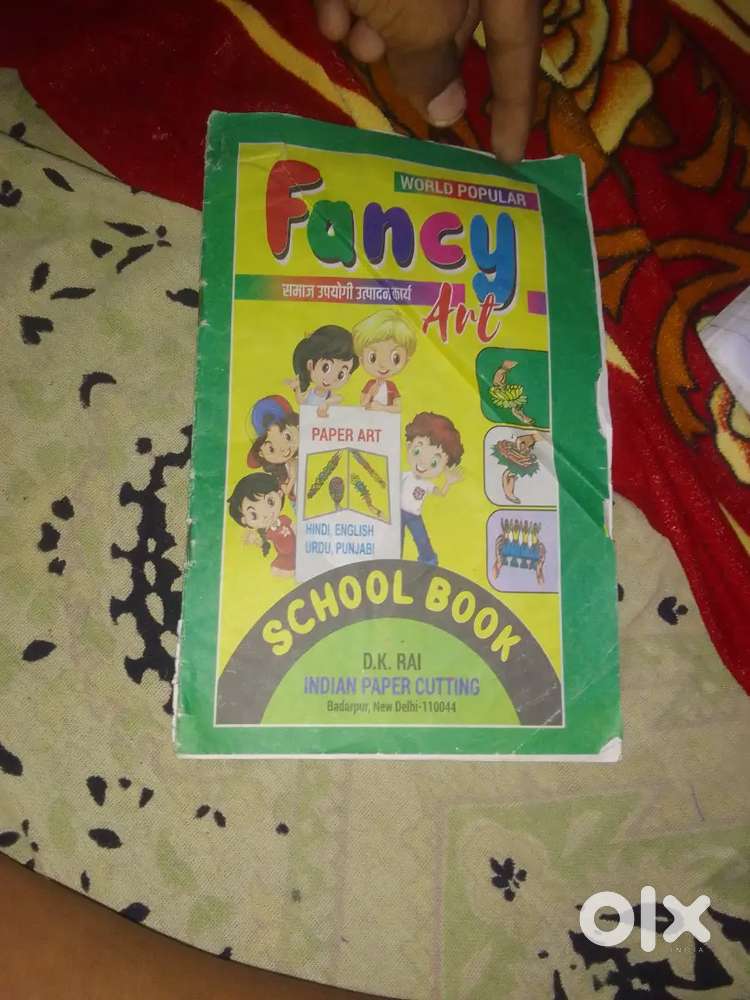 WORLD POPULAR
Fancy
समाज उपयोगी उत्पादन कार्य
Art
PAPER ART
HINDI, ENGLISH
URDU, PUNJABI
SCHOOL BOOK
D.K. RAI
INDIAN PAPER CUTTING
Badarpur, New Delhi-110044
olx
INDIA